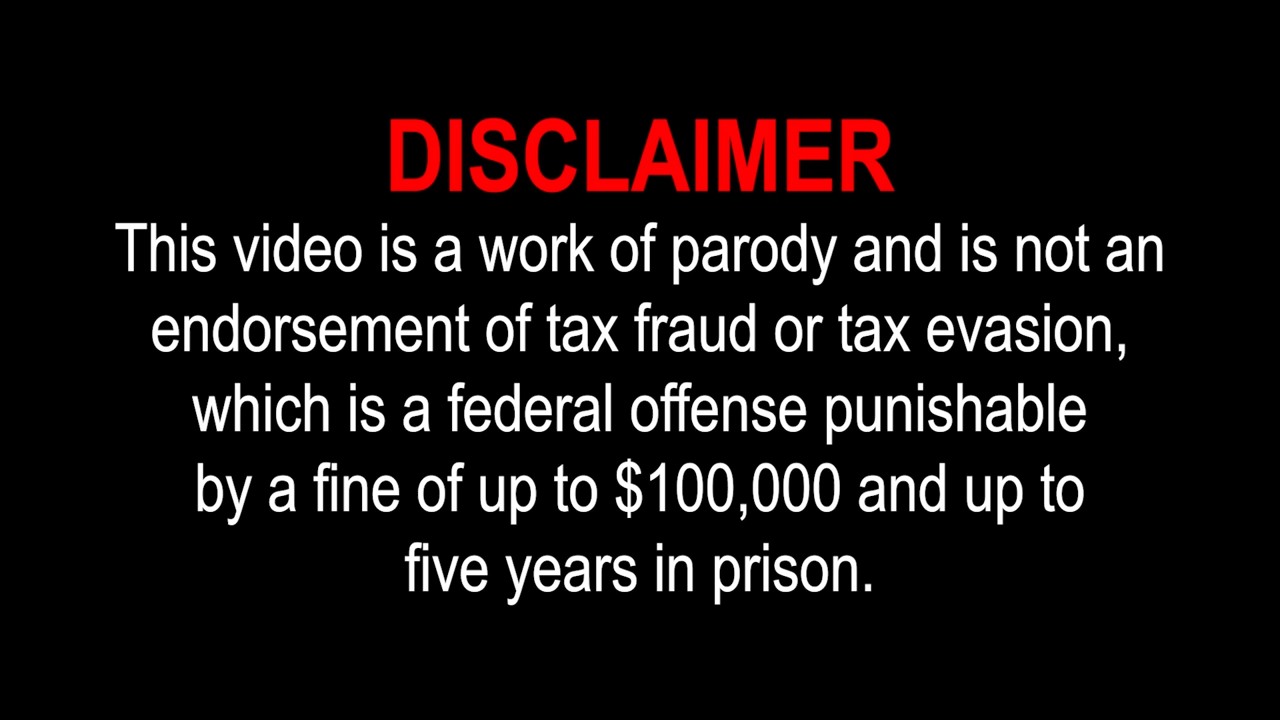 DISCLAIMER
This video is a work of parody and is not an
endorsement of tax fraud or tax evasion,
which is a federal offense punishable
by a fine of up to $100,000 and up to
five years in prison.